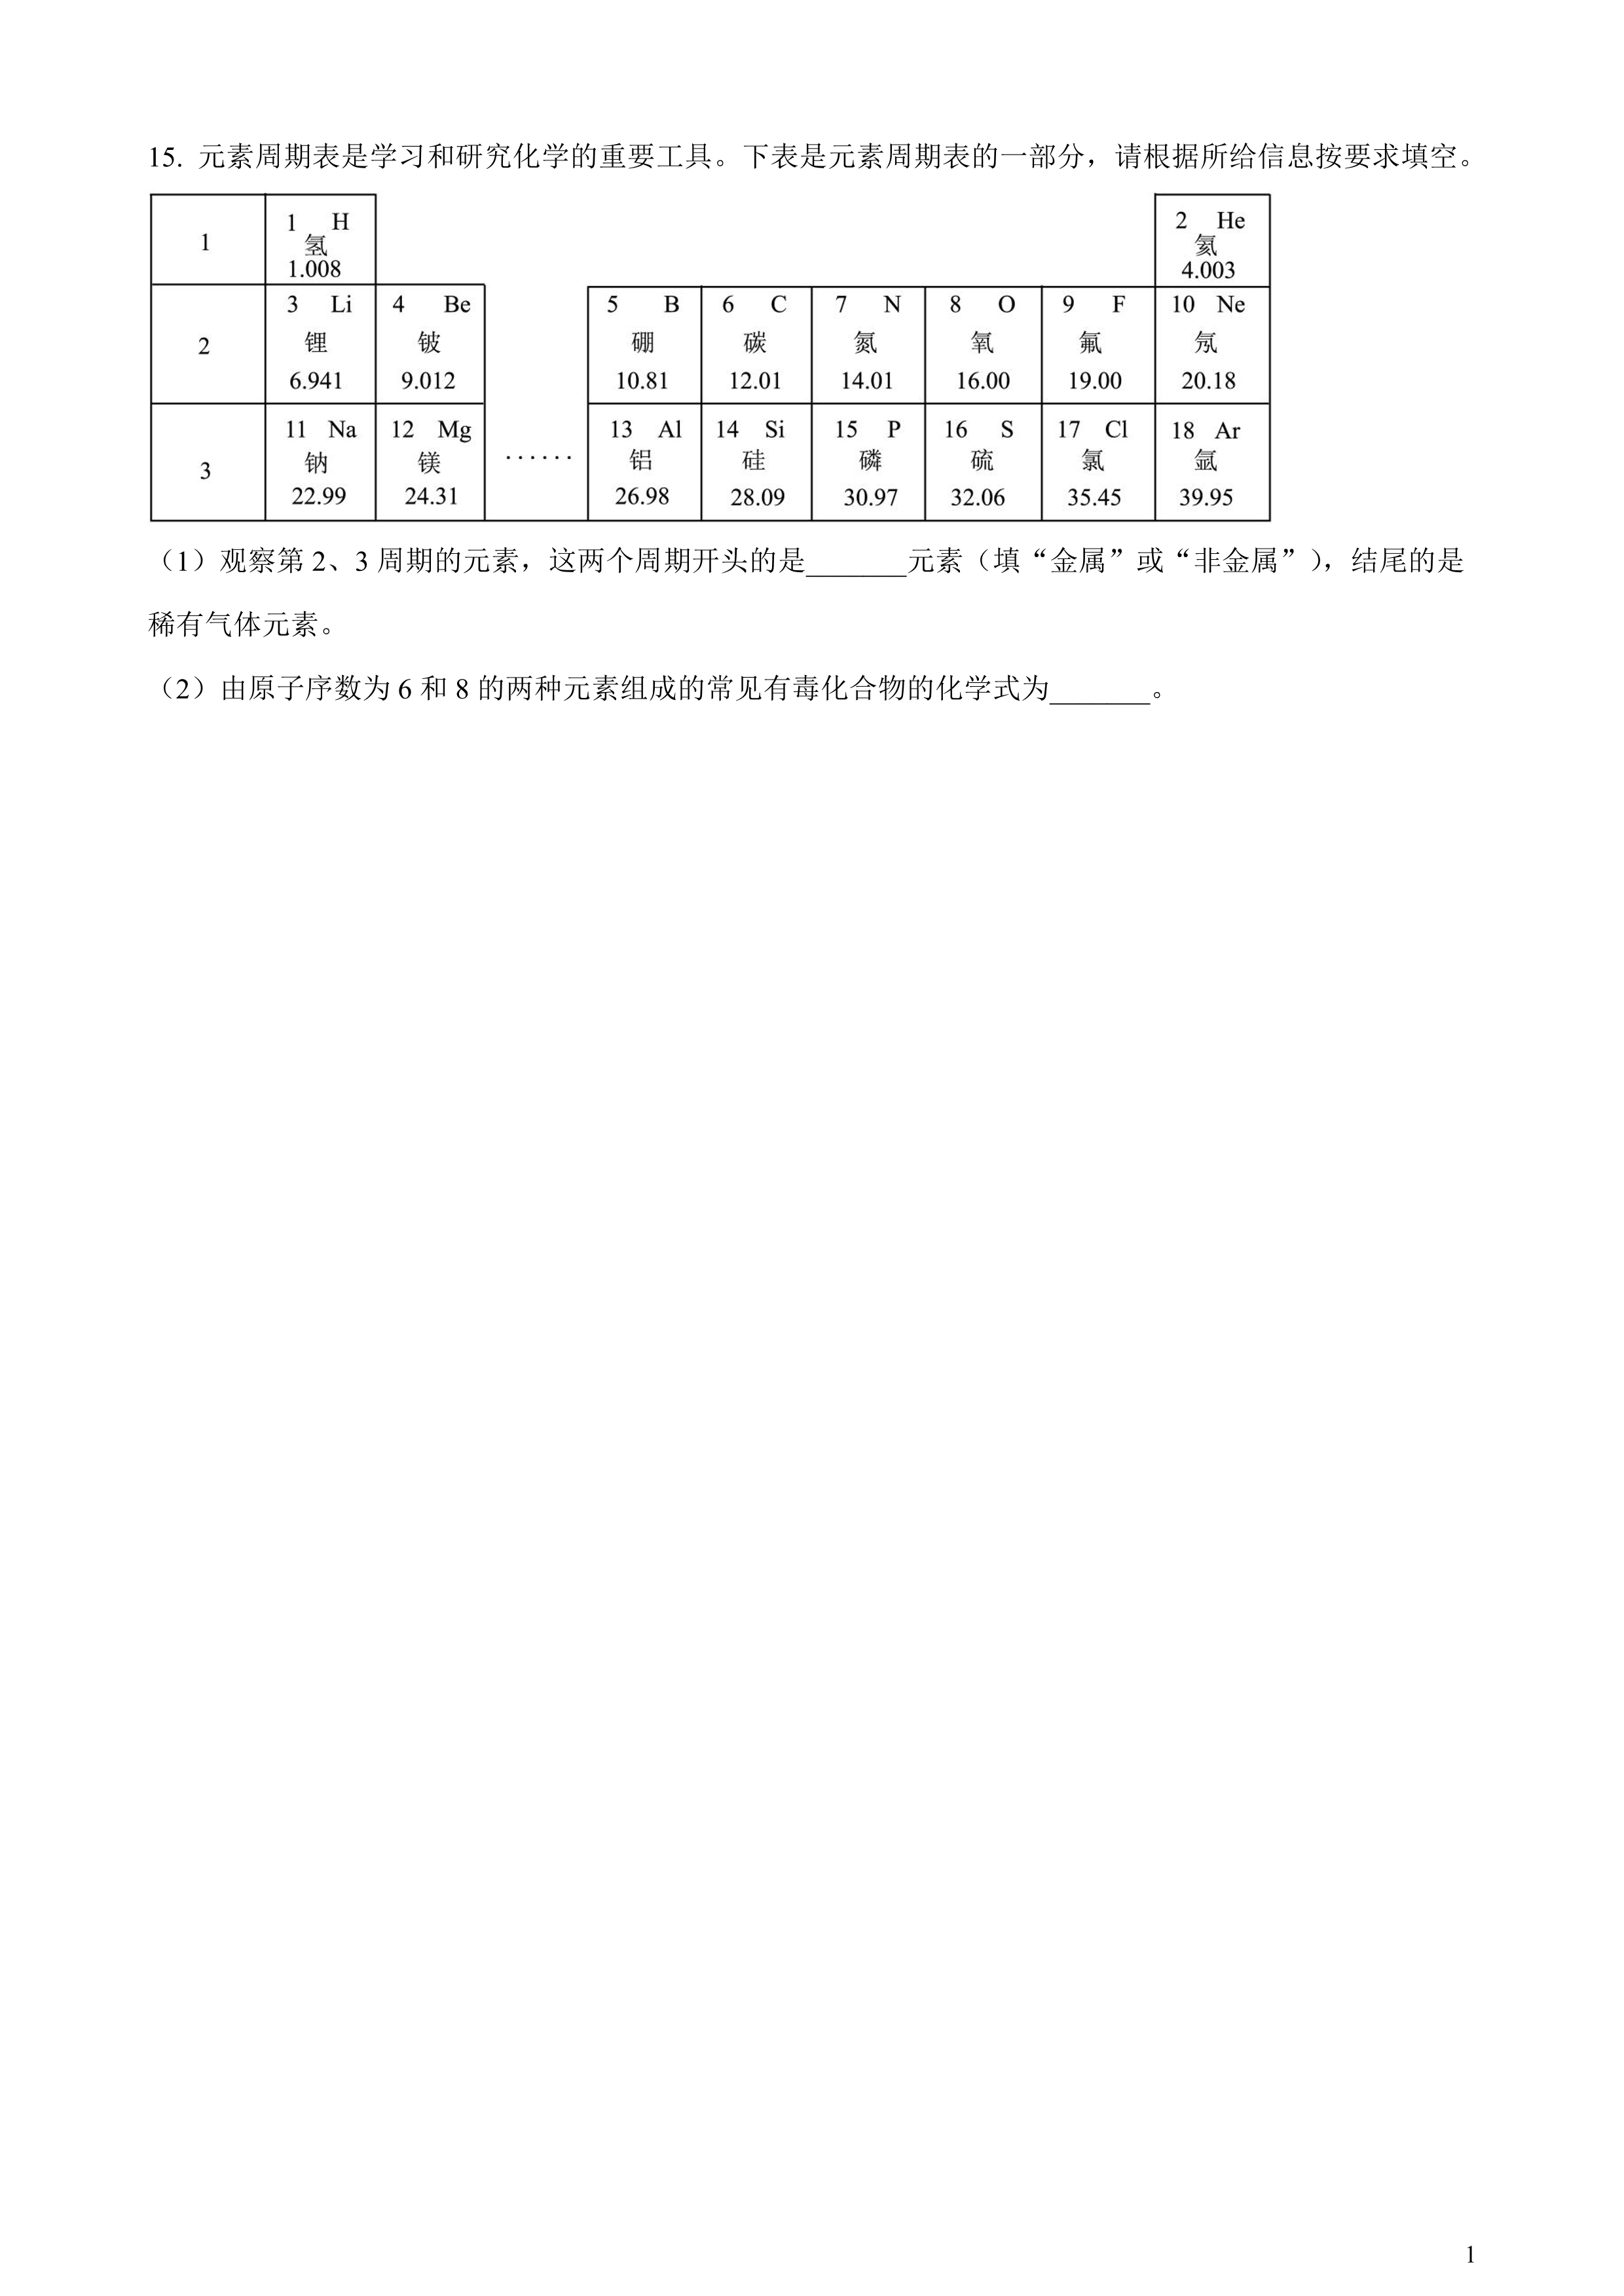 15. 元素周期表是学习和研究化学的重要工具。下表是元素周期表的一部分，请根据所给信息按要求填空。
1 1 H 氢 1.008 2 He 氦 4.003
2 3 Li 锂 6.941 4 Be 铍 9.012 5 B 硼 10.81 6 C 碳 12.01 7 N 氮 14.01 8 O 氧 16.00 9 F 氟 19.00 10 Ne 氖 20.18
3 11 Na 钠 22.99 12 Mg 镁 24.31 …… 13 Al 铝 26.98 14 Si 硅 28.09 15 P 磷 30.97 16 S 硫 32.06 17 Cl 氯 35.45 18 Ar 氩 39.95
（1）观察第 2、3 周期的元素，这两个周期开头的是_______元素（填“金属”或“非金属”），结尾的是
稀有气体元素。
（2）由原子序数为 6 和 8 的两种元素组成的常见有毒化合物的化学式为_______。
1